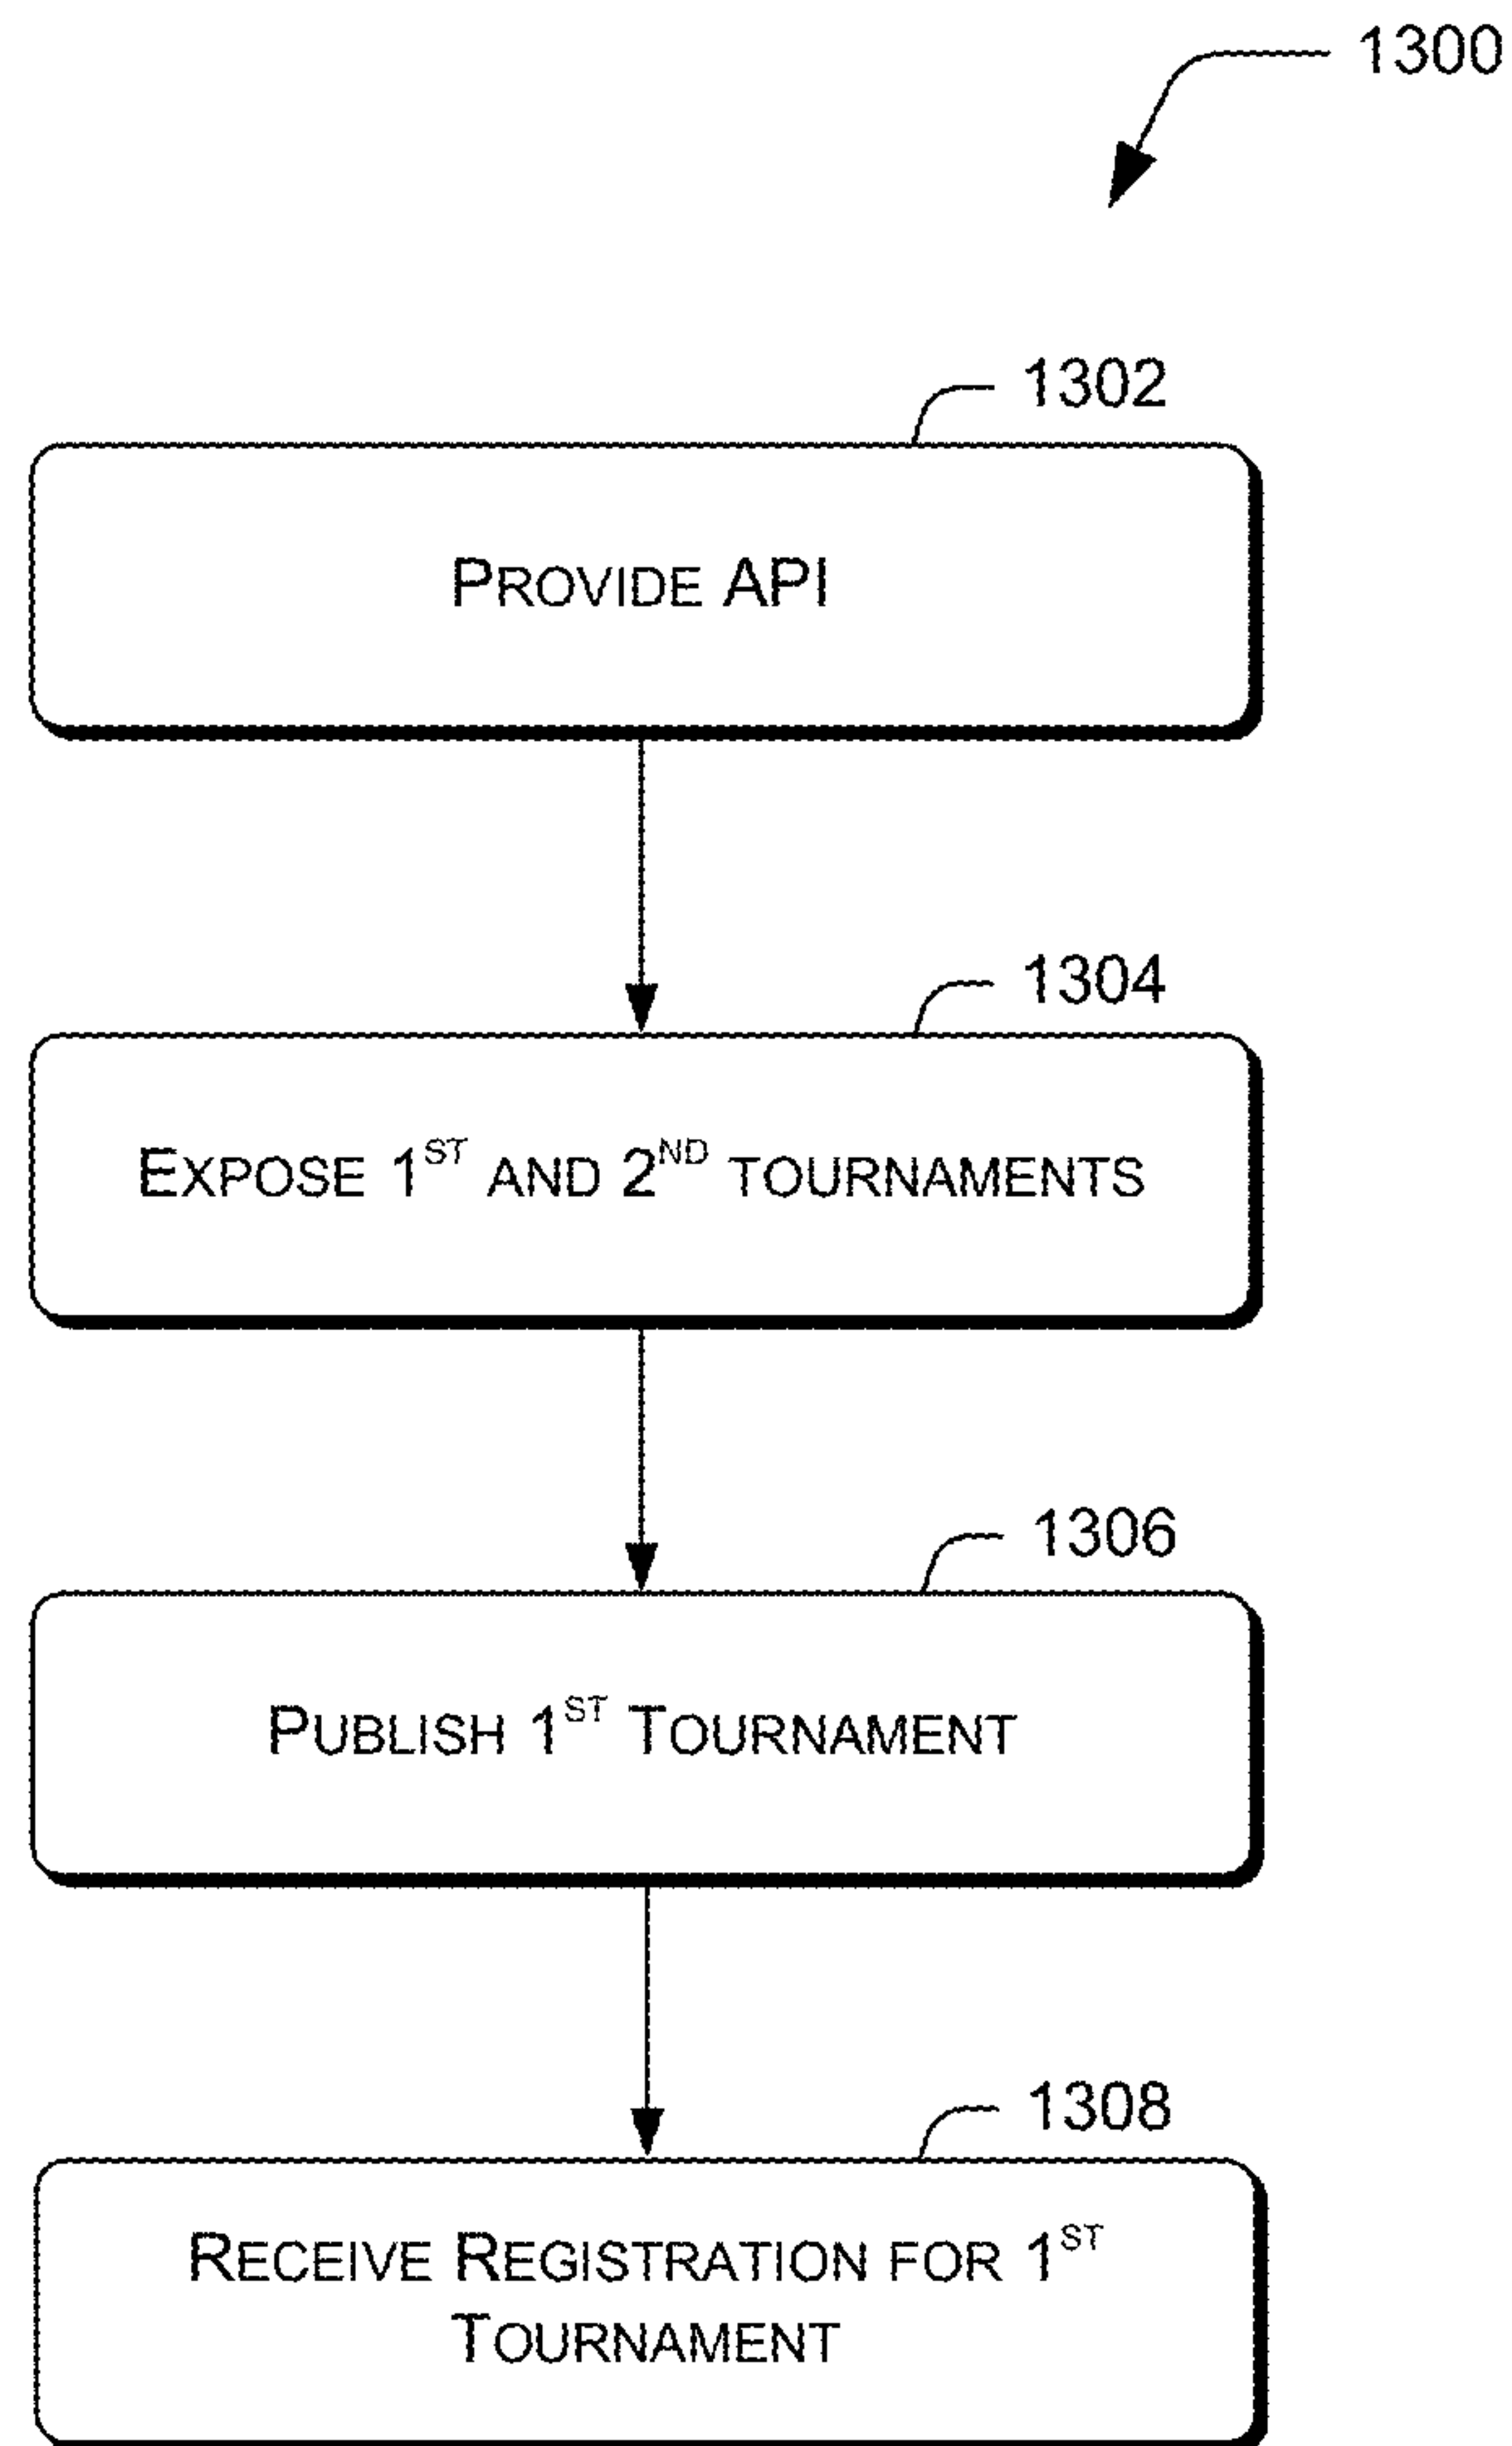 1300
1302
PROVIDE API
1304
EXPOSE 1ST AND 2ND TOURNAMENTS
1306
PUBLISH 1ST TOURNAMENT
1308
RECEIVE REGISTRATION FOR 1ST
TOURNAMENT